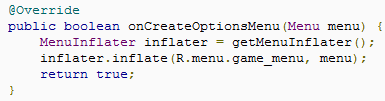 @Override
public boolean onCreateOptionsMenu(Menu menu) {
    MenuInflater inflater = getMenuInflater();
    inflater.inflate(R.menu.game_menu, menu);
    return true;
}